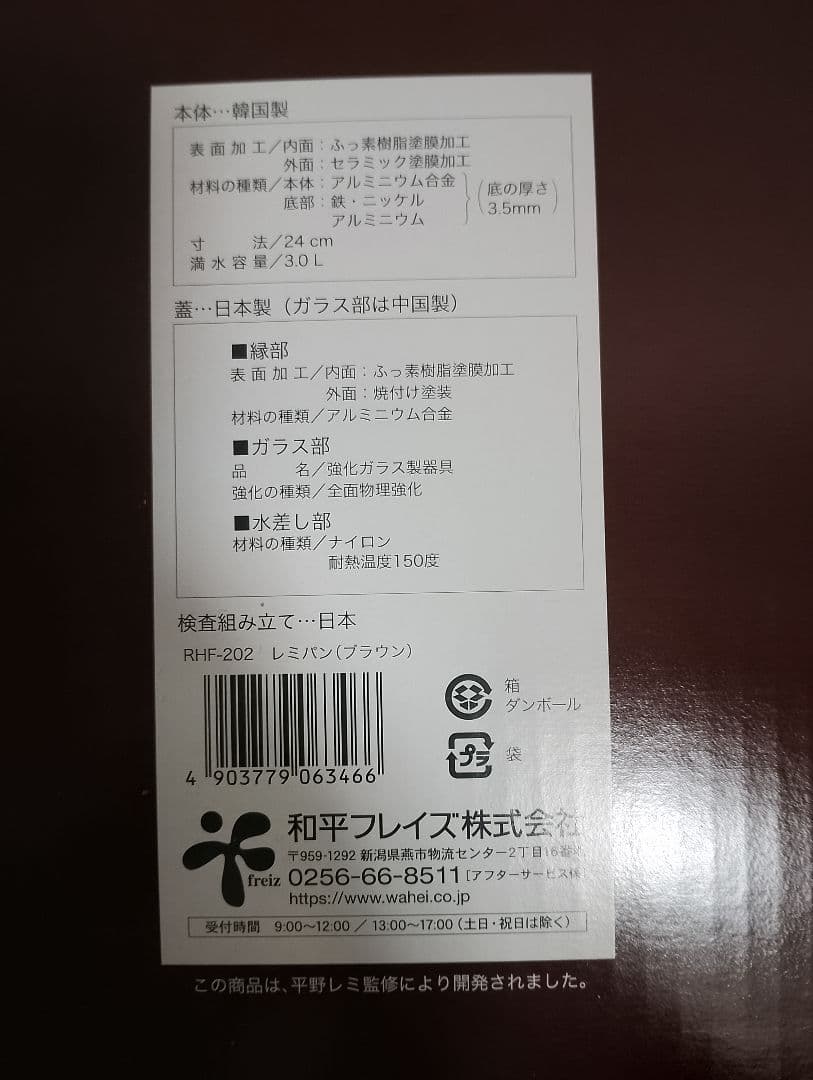 本体…韓国製
表面加工／内面：ふっ素樹脂塗膜加工
外面：セラミック塗膜加工
材料の種類／本体：アルミニウム合金
底部：鉄・ニッケル
アルミニウム
（底の厚さ
3.5mm）
寸 法／24 cm
満水容量／3.0 L
蓋…日本製（ガラス部は中国製）
■縁部
表面加工／内面：ふっ素樹脂塗膜加工
外面：焼付け塗装
材料の種類／アルミニウム合金
■ガラス部
品 名／強化ガラス製器具
強化の種類／全面物理強化
■水差し部
材料の種類／ナイロン
耐熱温度150度
検査組み立て…日本
RHF-202 レミパン（ブラウン）
箱
ダンボール
プラ
袋
4 903779 063466
freiz
和平フレイズ株式会社
〒959-1292 新潟県燕市物流センター2丁目16番地
0256-66-8511［アフターサービス係
https://www.wahei.co.jp
受付時間 9:00～12:00 ／ 13:00～17:00（土日・祝日は除く）
この商品は、平野レミ監修により開発されました。